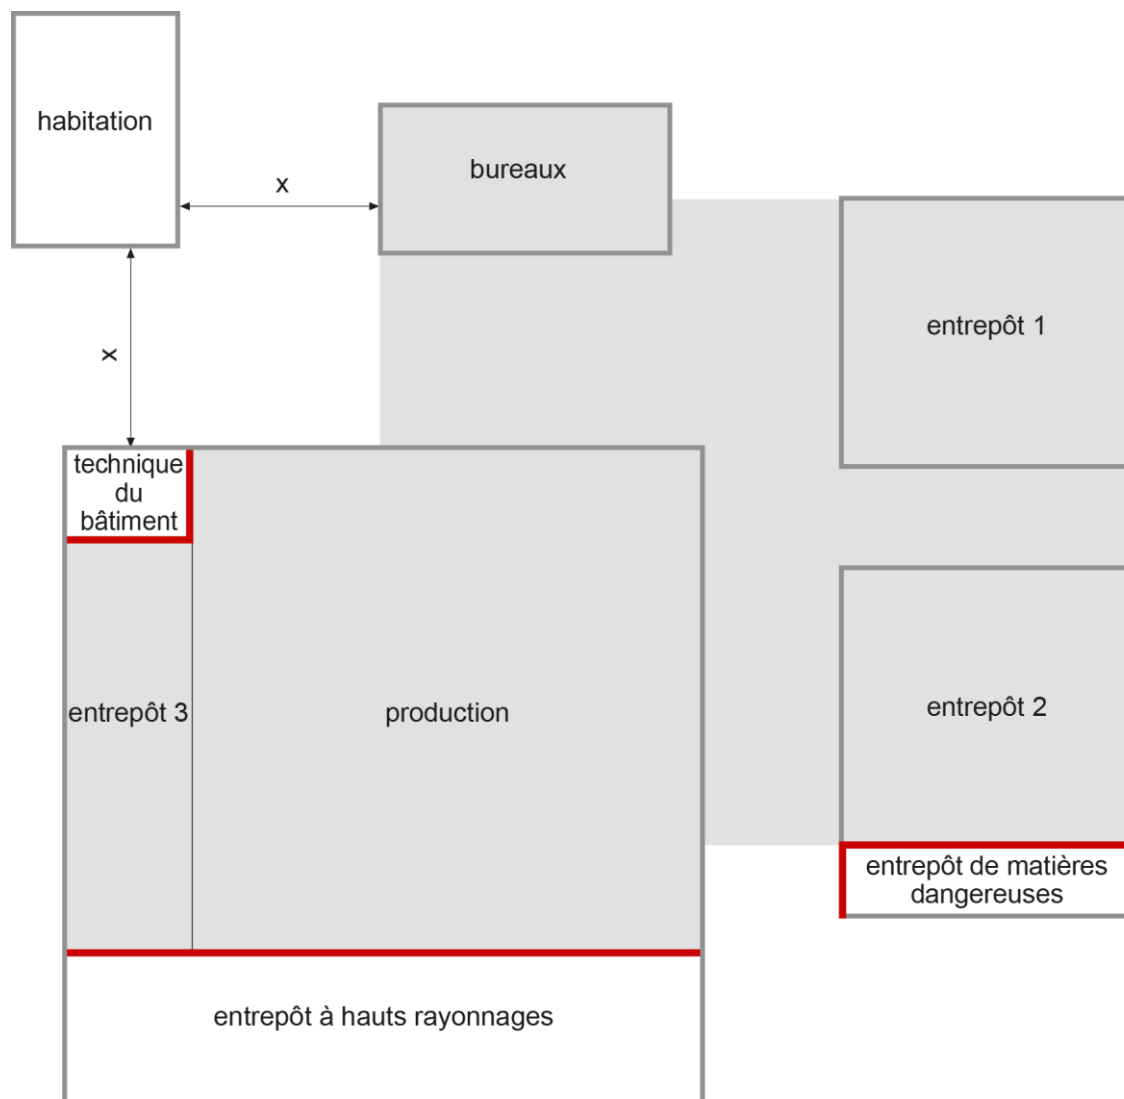 habitation
bureaux
x
entrepôt 1
x
technique
du
bâtiment
entrepôt 3
production
entrepôt 2
entrepôt de matières
dangereuses
entrepôt à hauts rayonnages